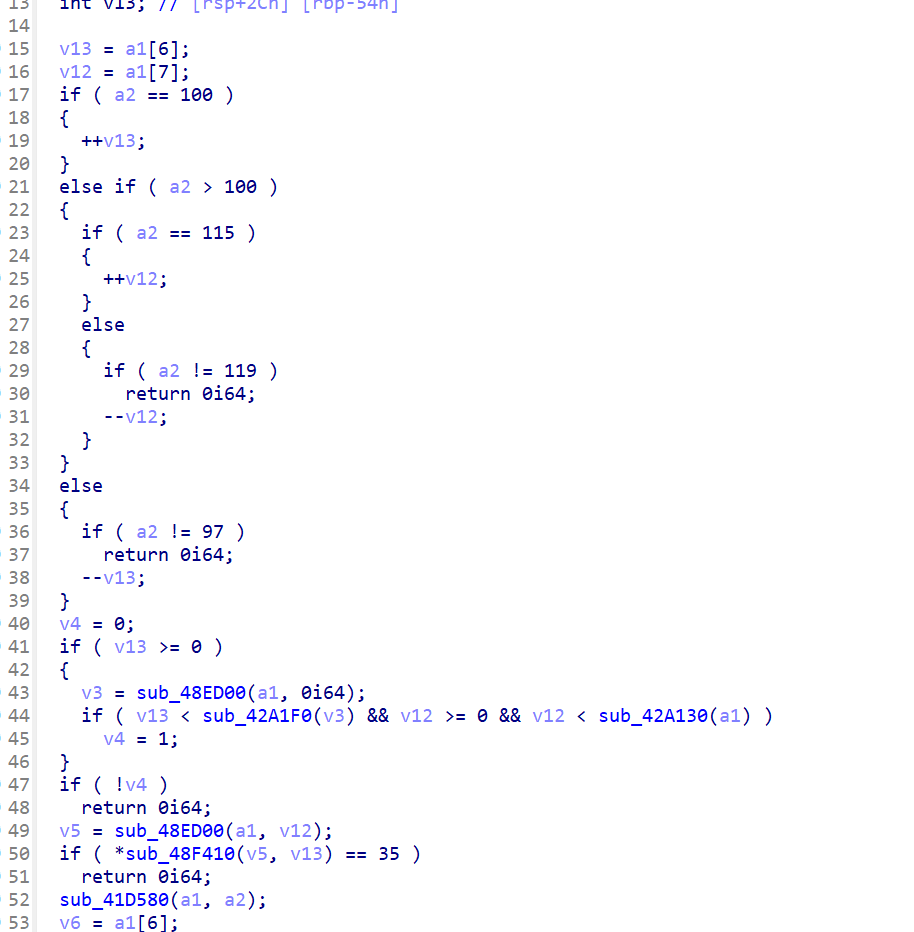 13 int v13; // [rsp+2Ch] [rbp-54h]
14
15 v13 = a1[6];
16 v12 = a1[7];
17 if ( a2 == 100 )
18 {
19 ++v13;
20 }
21 else if ( a2 > 100 )
22 {
23 if ( a2 == 115 )
24 {
25 ++v12;
26 }
27 else
28 {
29 if ( a2 != 119 )
30 return 0i64;
31 --v12;
32 }
33 }
34 else
35 {
36 if ( a2 != 97 )
37 return 0i64;
38 --v13;
39 }
40 v4 = 0;
41 if ( v13 >= 0 )
42 {
43 v3 = sub_48ED00(a1, 0i64);
44 if ( v13 < sub_42A1F0(v3) && v12 >= 0 && v12 < sub_42A130(a1) )
45 v4 = 1;
46 }
47 if ( !v4 )
48 return 0i64;
49 v5 = sub_48ED00(a1, v12);
50 if ( *sub_48F410(v5, v13) == 35 )
51 return 0i64;
52 sub_41D580(a1, a2);
53 v6 = a1[6];